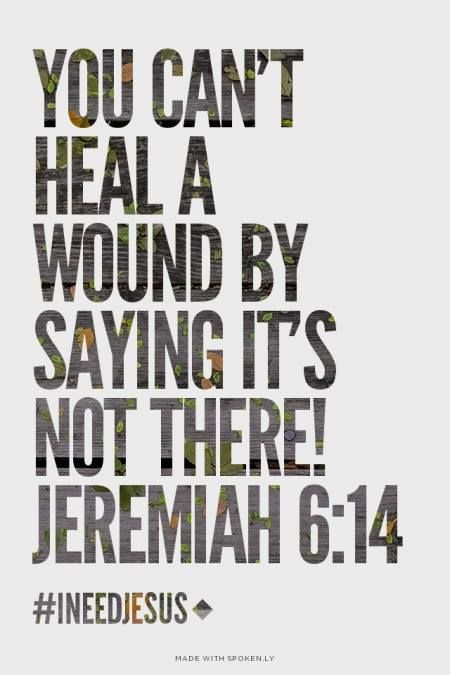 YOU CAN'T
HEAL A
WOUND BY
SAYING IT'S
NOT THERE!
JEREMIAH 6:14
#INEEDJESUS
MADE WITH SPOKEN.LY